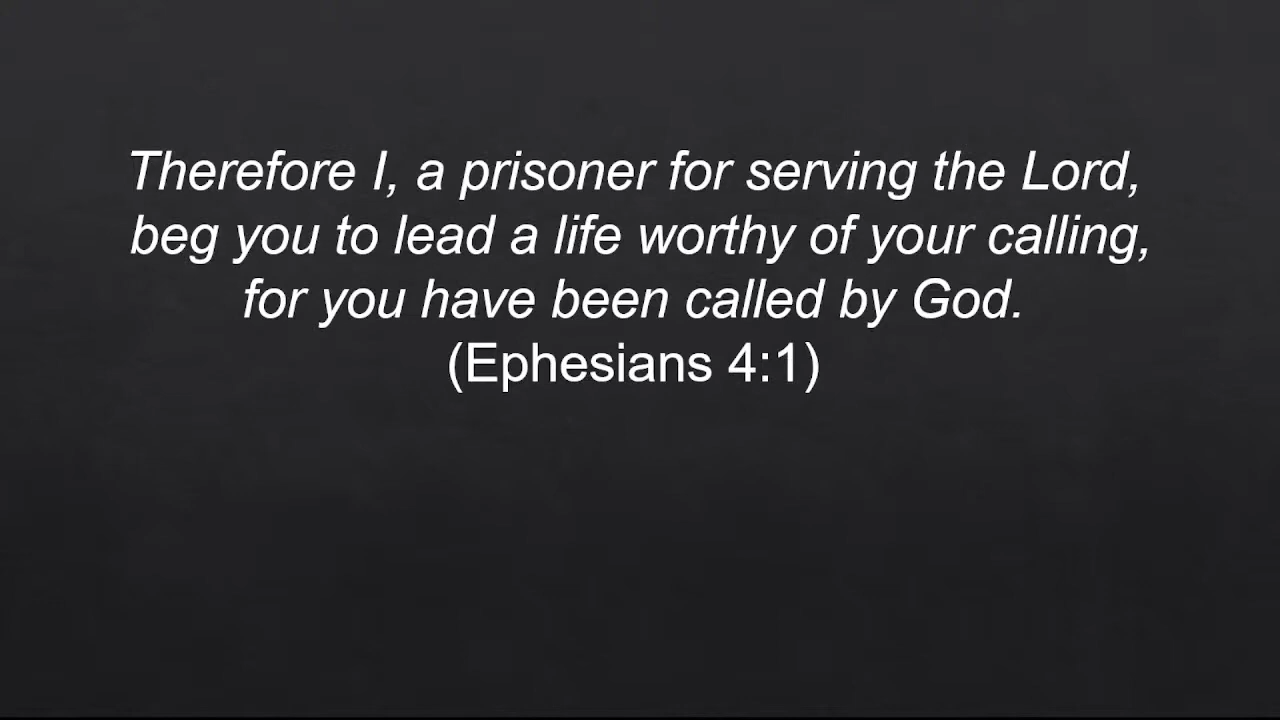 Therefore I, a prisoner for serving the Lord,
beg you to lead a life worthy of your calling,
for you have been called by God.
(Ephesians 4:1)